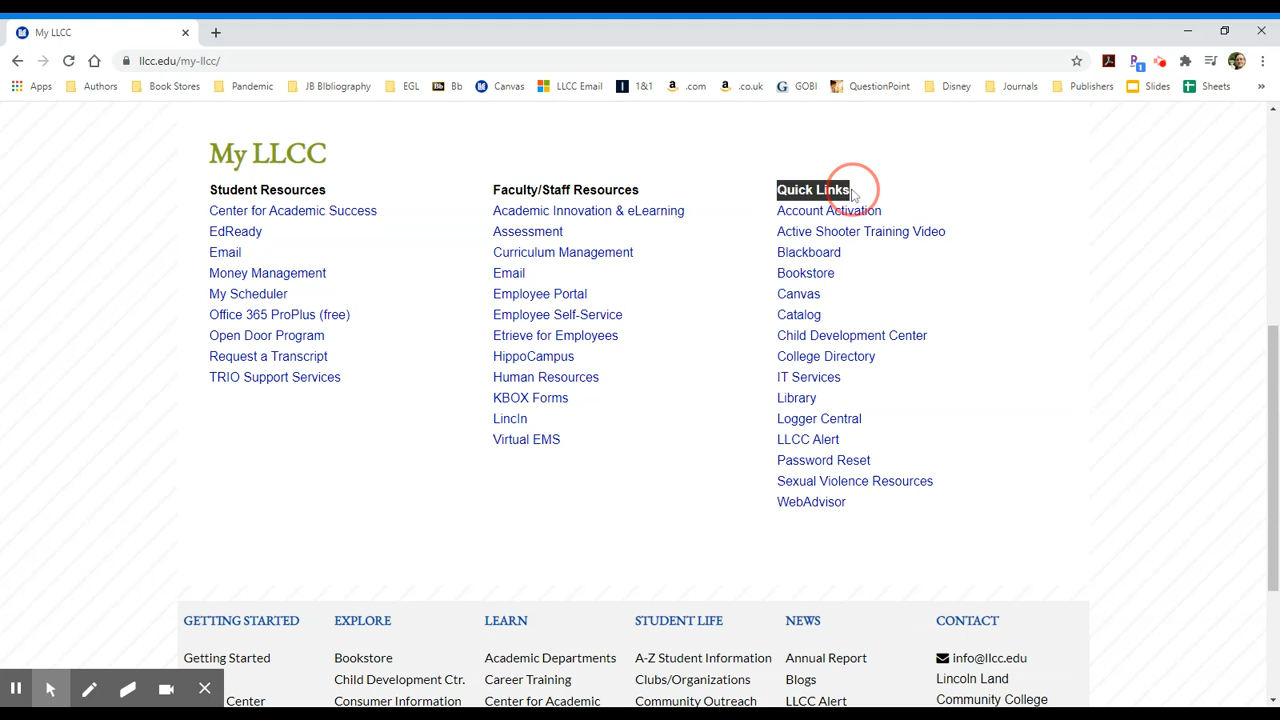 My LLCC
llcc.edu/my-llcc/
Apps Authors Book Stores Pandemic JB BIbliography EGL Bb Bb Canvas LLCC Email 1&1 a .com a .co.uk G GOBI QuestionPoint Disney Journals Publishers Slides Sheets »
My LLCC
Student Resources
Center for Academic Success
EdReady
Email
Money Management
My Scheduler
Office 365 ProPlus (free)
Open Door Program
Request a Transcript
TRIO Support Services
Faculty/Staff Resources
Academic Innovation & eLearning
Assessment
Curriculum Management
Email
Employee Portal
Employee Self-Service
Etrieve for Employees
HippoCampus
Human Resources
KBOX Forms
LincIn
Virtual EMS
Quick Links
Account Activation
Active Shooter Training Video
Blackboard
Bookstore
Canvas
Catalog
Child Development Center
College Directory
IT Services
Library
Logger Central
LLCC Alert
Password Reset
Sexual Violence Resources
WebAdvisor
GETTING STARTED
Getting Started
Center
EXPLORE
Bookstore
Child Development Ctr.
Consumer Information
LEARN
Academic Departments
Career Training
Center for Academic
STUDENT LIFE
A-Z Student Information
Clubs/Organizations
Community Outreach
NEWS
Annual Report
Blogs
LLCC Alert
CONTACT
info@llcc.edu
Lincoln Land
Community College